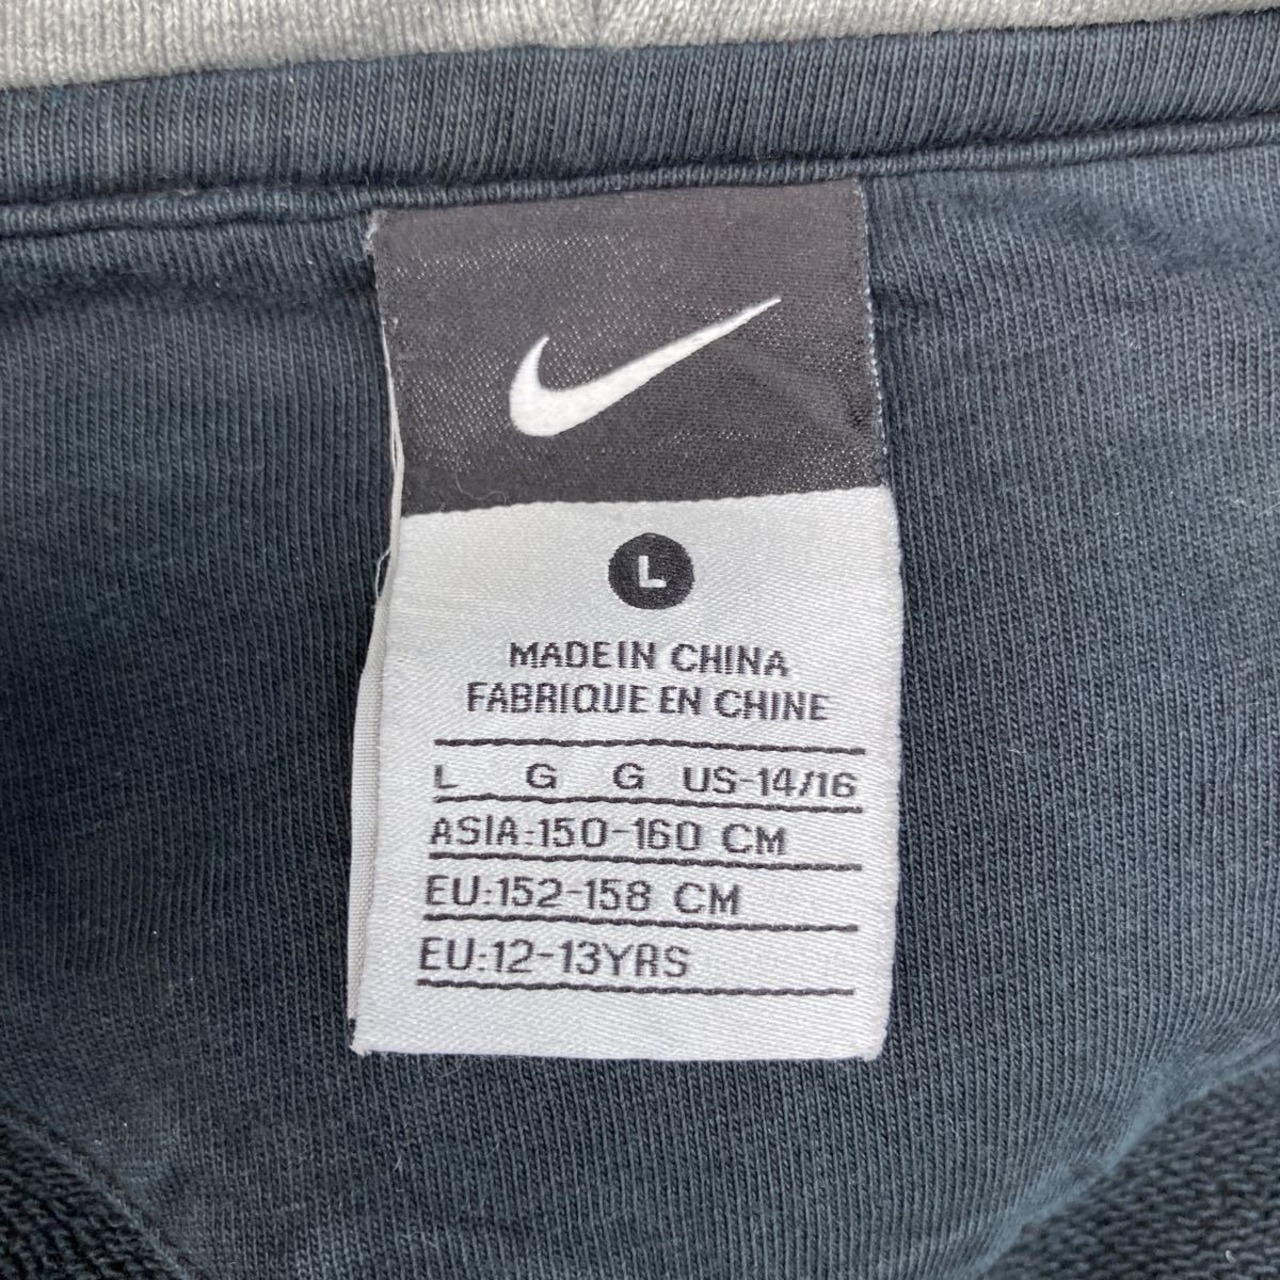 L
MADE IN CHINA
FABRIQUE EN CHINE
L G G US-14/16
ASIA:150-160 CM
EU:152-158 CM
EU:12-13YRS